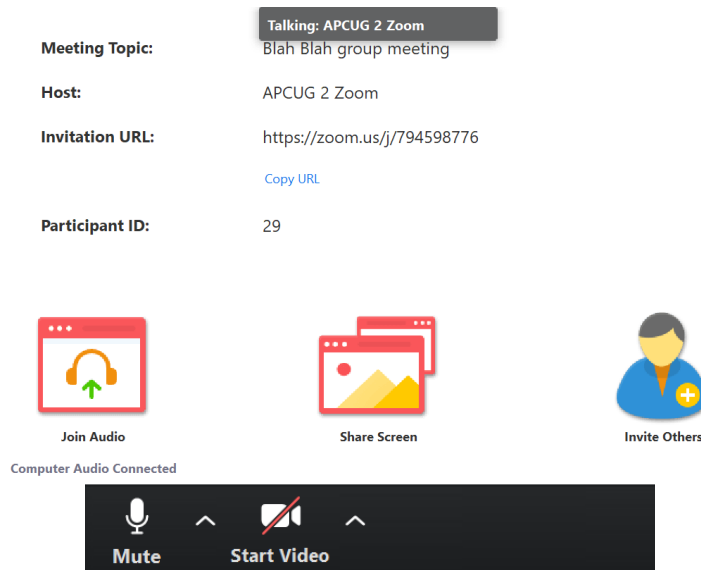 Talking: APCUG 2 Zoom
Meeting Topic: Blah Blah group meeting
Host: APCUG 2 Zoom
Invitation URL: https://zoom.us/j/794598776
Copy URL
Participant ID: 29
Join Audio Share Screen Invite Others
Computer Audio Connected
Mute Start Video